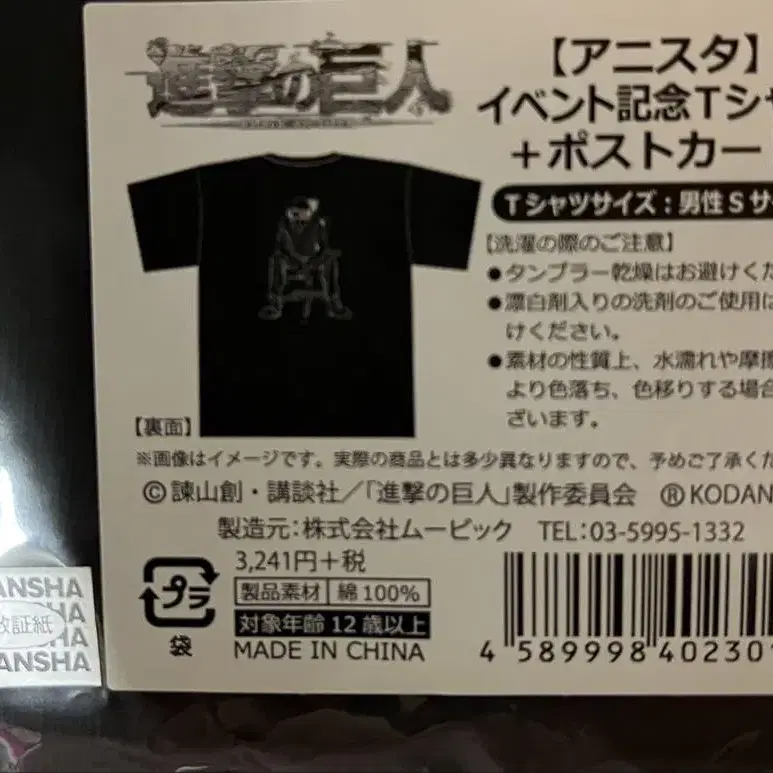 進撃の巨人
【アニスタ】
イベント記念Tシャ
＋ポストカー
Tシャツサイズ：男性Sサ
【洗濯の際のご注意】
●タンブラー乾燥はお避けくだ
●漂白剤入りの洗剤のご使用は
けください。
●素材の性質上、水濡れや摩擦
より色落ち、色移りする場合
ざいます。
【裏面】
※画像はイメージです。実際の商品とは多少異なりますので、予めご了承くだ
©諫山創・講談社／「進撃の巨人」製作委員会 ®KODAN
製造元：株式会社ムービック TEL：03-5995-1332
プラ
袋
3,241円＋税
製品素材 綿100%
対象年齢12歳以上
MADE IN CHINA
4 589998 40230
ANSHA
HA
証紙
HA
ANSHA